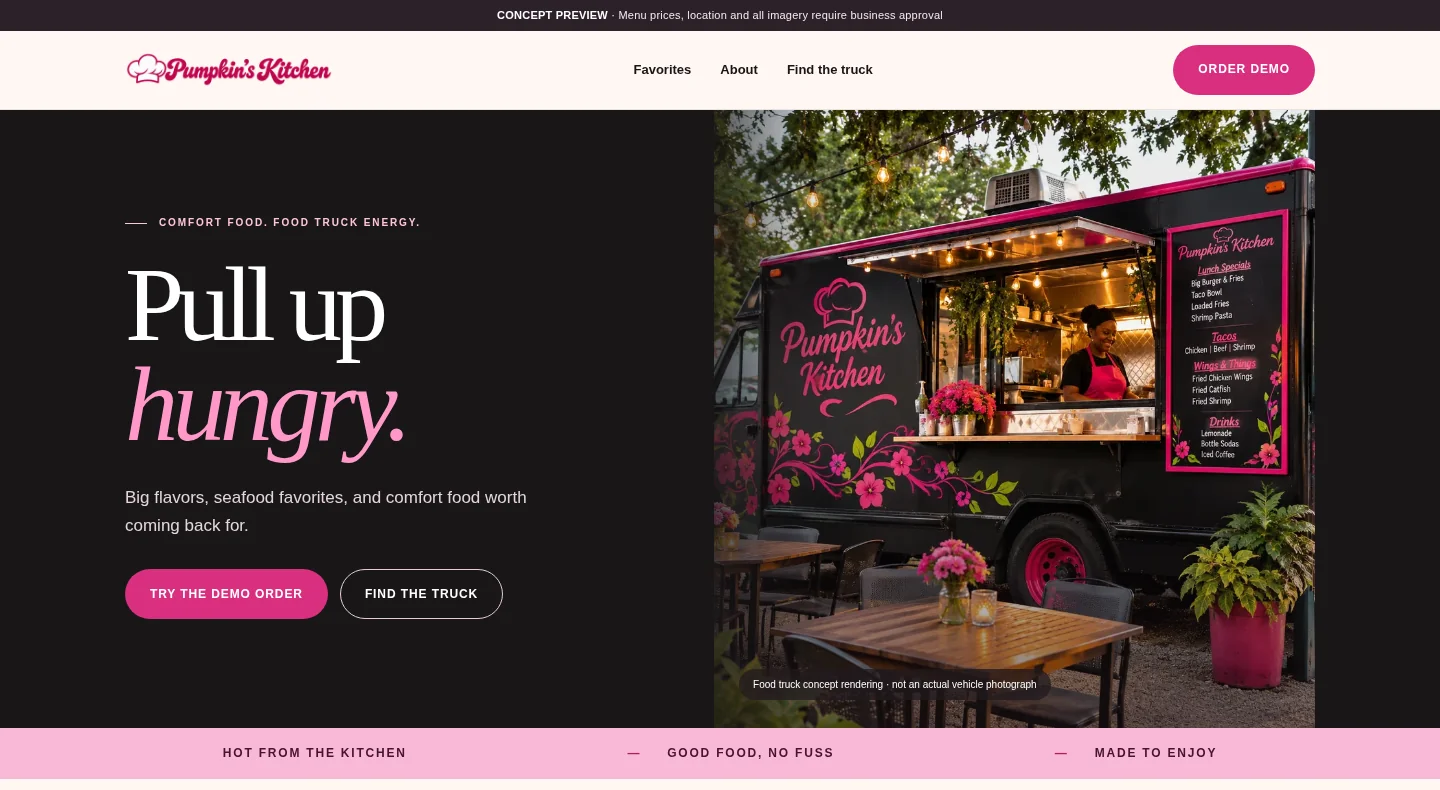 CONCEPT PREVIEW · Menu prices, location and all imagery require business approval
Pumpkin's Kitchen
Favorites
About
Find the truck
ORDER DEMO
COMFORT FOOD. FOOD TRUCK ENERGY.
Pull up
hungry.
Big flavors, seafood favorites, and comfort food worth
coming back for.
TRY THE DEMO ORDER
FIND THE TRUCK
Pumpkin's
Kitchen
Pumpkin's Kitchen
Lunch Specials
Big Burger & Fries
Taco Bowl
Loaded Fries
Shrimp Pasta
Tacos
Chicken | Beef | Shrimp
Wings & Things
Fried Chicken Wings
Fried Catfish
Fried Shrimp
Drinks
Lemonade
Bottle Sodas
Iced Coffee
Food truck concept rendering · not an actual vehicle photograph
HOT FROM THE KITCHEN
— GOOD FOOD, NO FUSS
— MADE TO ENJOY